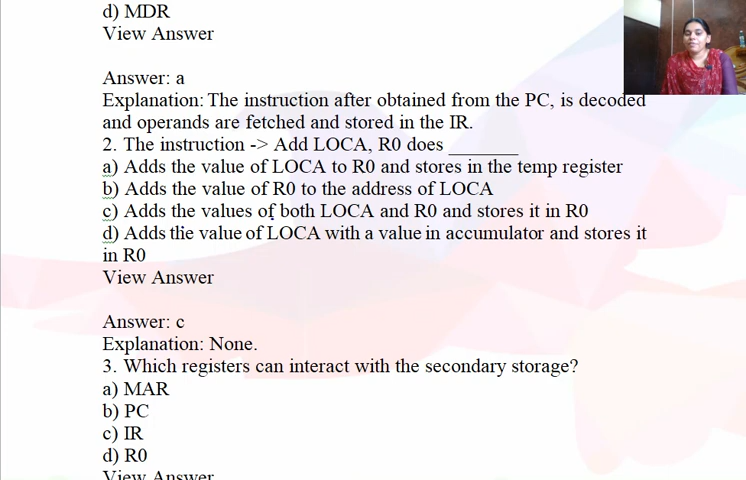 d) MDR
View Answer
Answer: a
Explanation: The instruction after obtained from the PC, is decoded
and operands are fetched and stored in the IR.
2. The instruction -> Add LOCA, R0 does _______
a) Adds the value of LOCA to R0 and stores in the temp register
b) Adds the value of R0 to the address of LOCA
c) Adds the values of both LOCA and R0 and stores it in R0
d) Adds the value of LOCA with a value in accumulator and stores it
in R0
View Answer
Answer: c
Explanation: None.
3. Which registers can interact with the secondary storage?
a) MAR
b) PC
c) IR
d) R0
View Answer